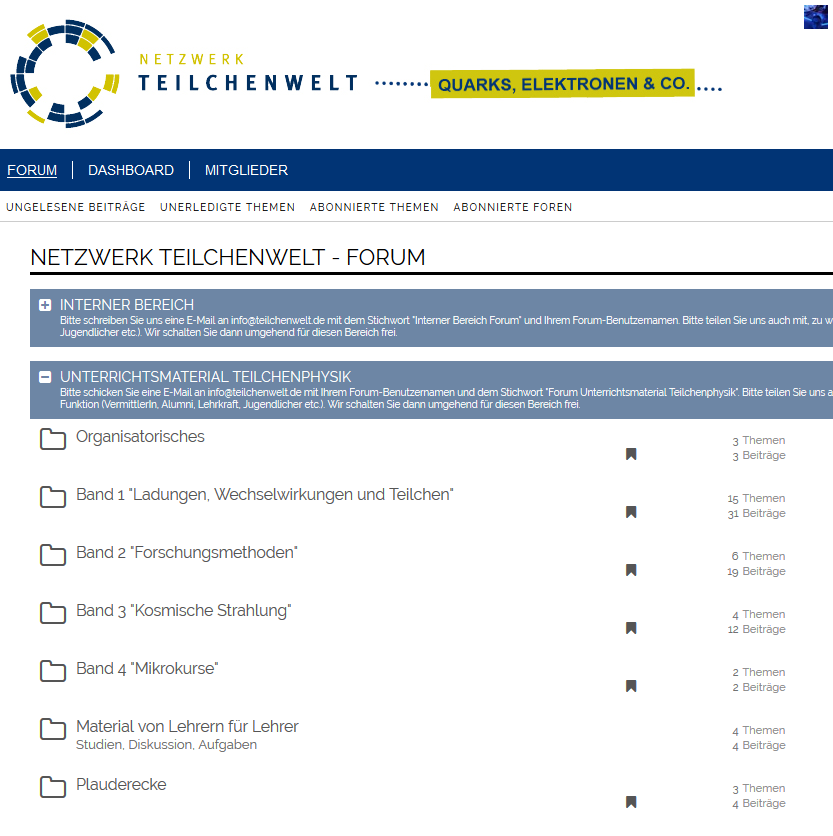 NETZWERK
TEILCHENWELT
QUARKS, ELEKTRONEN & CO.
FORUM DASHBOARD MITGLIEDER
UNGELESENE BEITRÄGE UNERLEDIGTE THEMEN ABONNIERTE THEMEN ABONNIERTE FOREN
NETZWERK TEILCHENWELT - FORUM
INTERNER BEREICH
Bitte schreiben Sie uns eine E-Mail an info@teilchenwelt.de mit dem Stichwort "Interner Bereich Forum" und Ihrem Forum-Benutzernamen. Bitte teilen Sie uns auch mit, zu w
Jugendlicher etc.). Wir schalten Sie dann umgehend für diesen Bereich frei.
UNTERRICHTSMATERIAL TEILCHENPHYSIK
Bitte schicken Sie eine E-Mail an info@teilchenwelt.de mit Ihrem Forum-Benutzernamen und dem Stichwort "Forum Unterrichtsmaterial Teilchenphysik". Bitte teilen Sie uns a
Funktion (VermittlerIn, Alumni, Lehrkraft, Jugendlicher etc.). Wir schalten Sie dann umgehend für diesen Bereich frei.
Organisatorisches
3 Themen
3 Beiträge
Band 1 "Ladungen, Wechselwirkungen und Teilchen"
15 Themen
31 Beiträge
Band 2 "Forschungsmethoden"
6 Themen
19 Beiträge
Band 3 "Kosmische Strahlung"
4 Themen
12 Beiträge
Band 4 "Mikrokurse"
2 Themen
2 Beiträge
Material von Lehrern für Lehrer
Studien, Diskussion, Aufgaben
4 Themen
4 Beiträge
Plauderecke
3 Themen
4 Beiträge